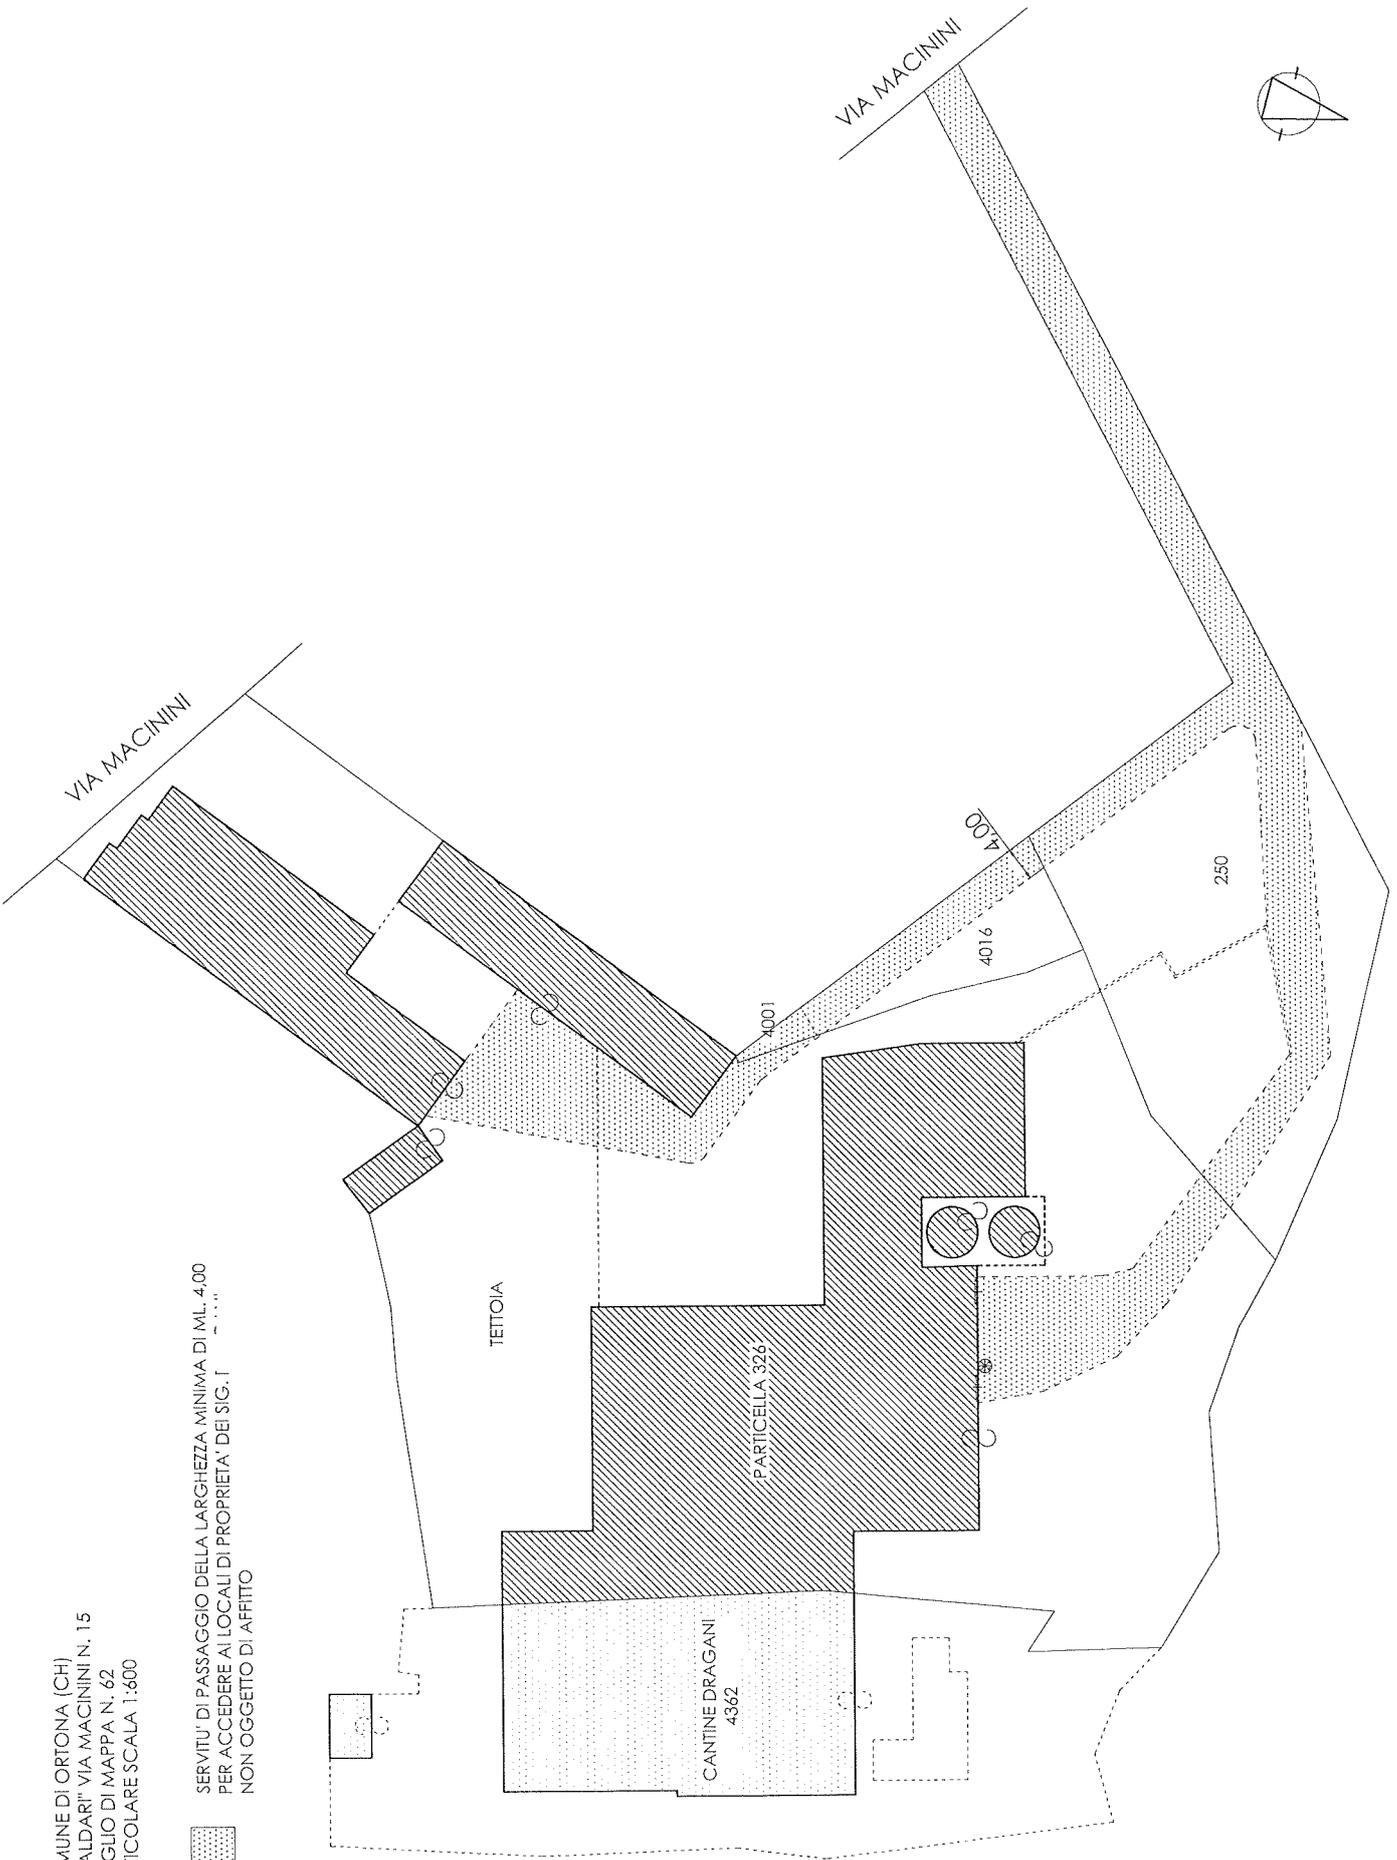 MUNE DI ORTONA (CH)
ALDARI" VIA MACININI N. 15
GLIO DI MAPPA N. 62
TICOLARE SCALA 1:600
SERVITU' DI PASSAGGIO DELLA LARGHEZZA MINIMA DI ML. 4,00
PER ACCEDERE AI LOCALI DI PROPRIETA' DEI SIG.
NON OGGETTO DI AFFITTO
VIA MACININI
VIA MACININI
4,00
250
4016
4001
TETTOIA
PARTICELLA 326
CANTINE DRAGANI
4362